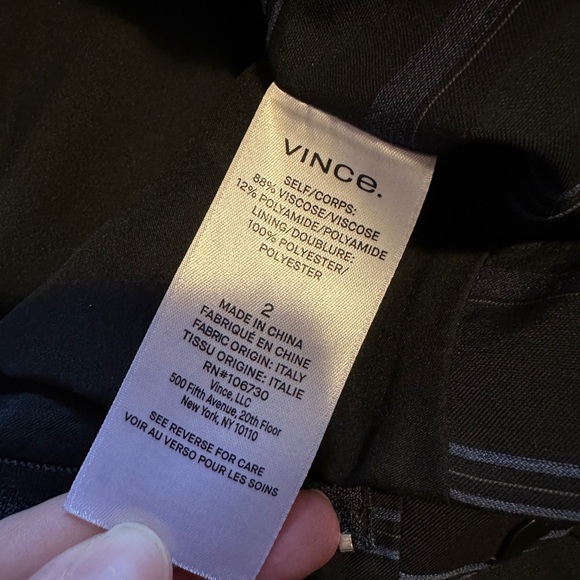 VINCe.
SELF/CORPS:
88% VISCOSE/VISCOSE
12% POLYAMIDE/POLYAMIDE
LINING/DOUBLURE:
100% POLYESTER/
POLYESTER
2
MADE IN CHINA
FABRIQUÉ EN CHINE
FABRIC ORIGIN: ITALY
TISSU ORIGINE: ITALIE
RN#106730
Vince, LLC
500 Fifth Avenue, 20th Floor
New York, NY 10110
SEE REVERSE FOR CARE
VOIR AU VERSO POUR LES SOINS